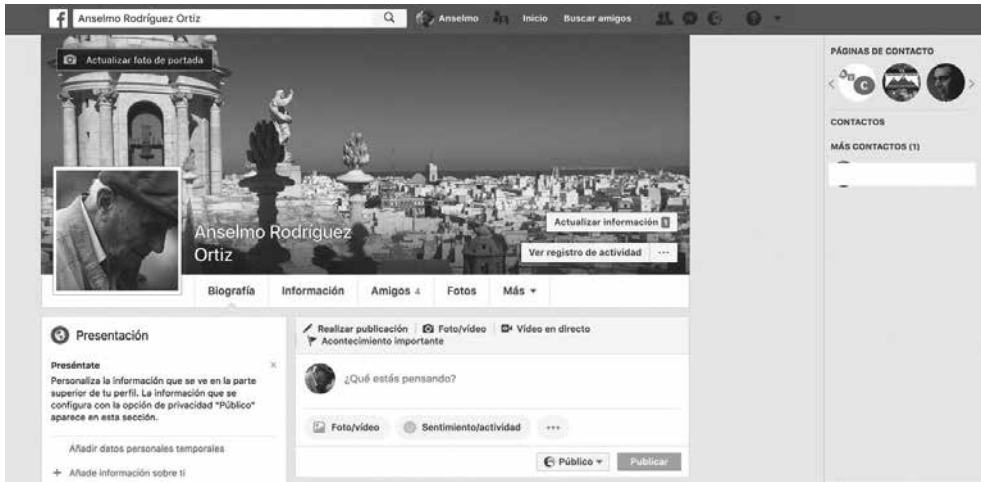 f Anselmo Rodríguez Ortiz Anselmo Inicio Buscar amigos
Actualizar foto de portada
Anselmo Rodríguez
Ortiz
Actualizar información 1
Ver registro de actividad ...
Biografía Información Amigos 4 Fotos Más
Presentación
Preséntate
Personaliza la información que se ve en la parte
superior de tu perfil. La información que se
configura con la opción de privacidad "Público"
aparece en esta sección.
Añadir datos personales temporales
+ Añade información sobre ti
Realizar publicación Foto/vídeo Vídeo en directo
Acontecimiento importante
¿Qué estás pensando?
Foto/vídeo Sentimiento/actividad ...
Público Publicar
PÁGINAS DE CONTACTO
C
CONTACTOS
MÁS CONTACTOS (1)